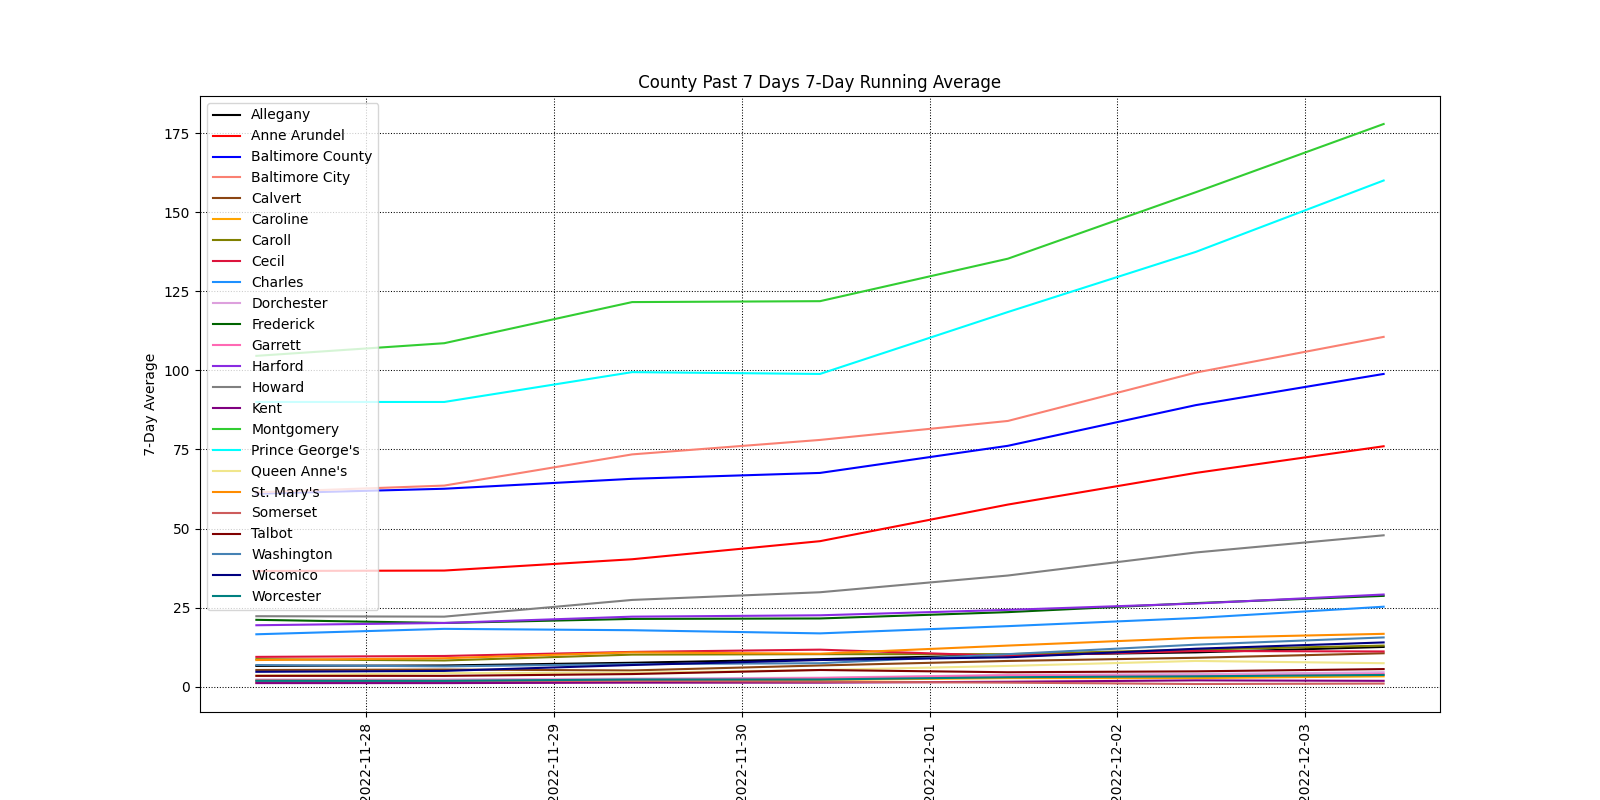 County Past 7 Days 7-Day Running Average
7-Day Average
175
150
125
100
75
50
25
0
Allegany
Anne Arundel
Baltimore County
Baltimore City
Calvert
Caroline
Caroll
Cecil
Charles
Dorchester
Frederick
Garrett
Harford
Howard
Kent
Montgomery
Prince George's
Queen Anne's
St. Mary's
Somerset
Talbot
Washington
Wicomico
Worcester
2022-11-28
2022-11-29
2022-11-30
2022-12-01
2022-12-02
2022-12-03